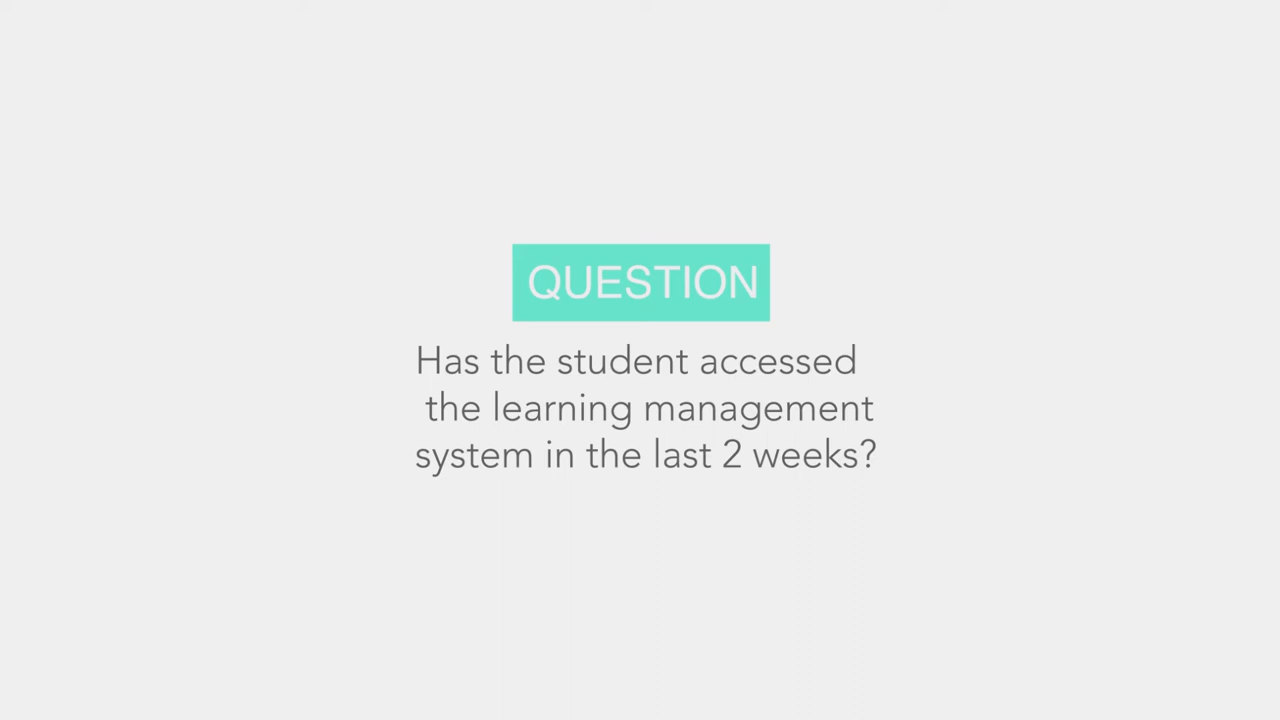 QUESTION
Has the student accessed
the learning management
system in the last 2 weeks?